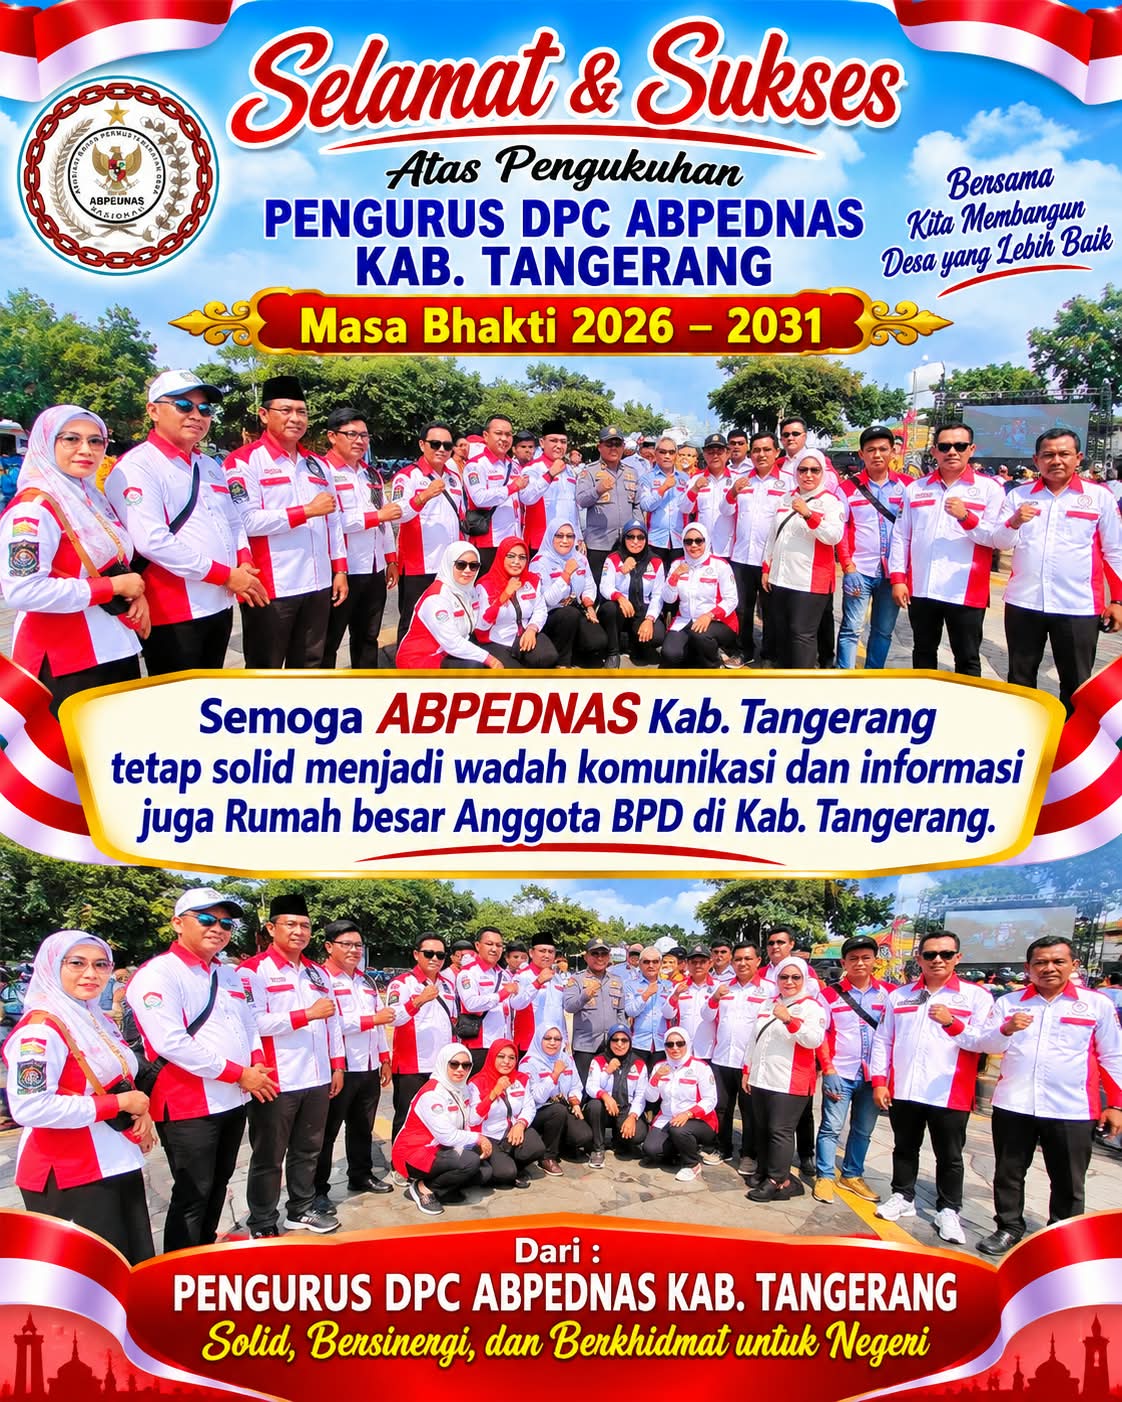 Selamat & Sukses
Atas Pengukuhan
PENGURUS DPC ABPEDNAS
KAB. TANGERANG
Masa Bhakti 2026 – 2031
Bersama
Kita Membangun
Desa yang Lebih Baik
ABPEUNAS
NASIONAL
Semoga ABPEDNAS Kab. Tangerang
tetap solid menjadi wadah komunikasi dan informasi
juga Rumah besar Anggota BPD di Kab. Tangerang.
Dari :
PENGURUS DPC ABPEDNAS KAB. TANGERANG
Solid, Bersinergi, dan Berkhidmat untuk Negeri